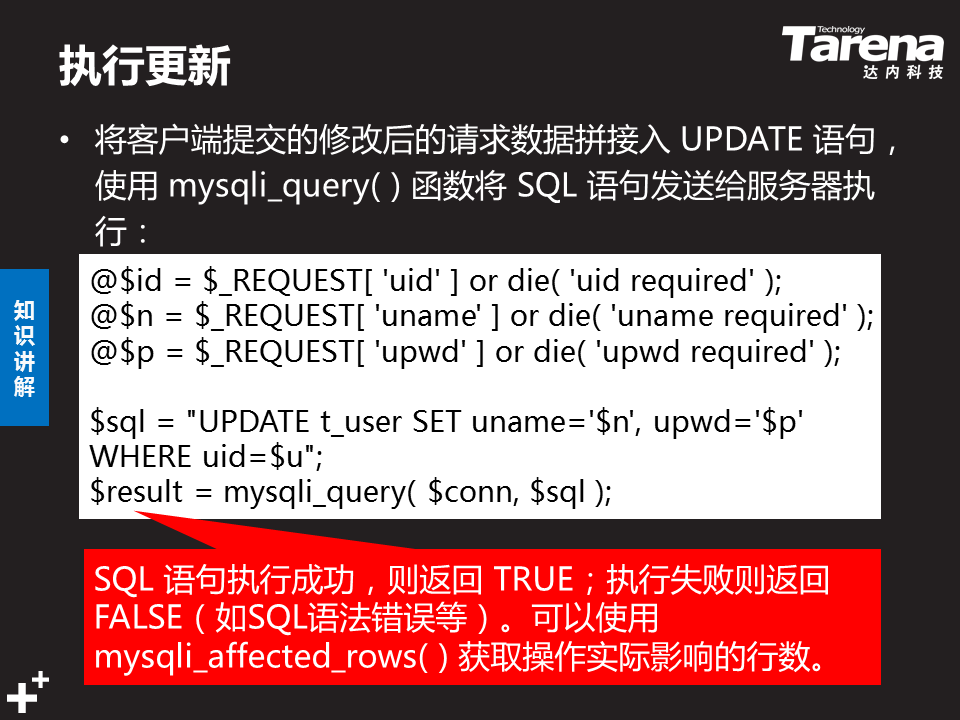 执行更新
Technology
Tarena
达内科技
• 将客户端提交的修改后的请求数据拼接入 UPDATE 语句，
使用 mysqli_query( ) 函数将 SQL 语句发送给服务器执
行：
@$id = $_REQUEST[ 'uid' ] or die( 'uid required' );
@$n = $_REQUEST[ 'uname' ] or die( 'uname required' );
@$p = $_REQUEST[ 'upwd' ] or die( 'upwd required' );
$sql = "UPDATE t_user SET uname='$n', upwd='$p'
WHERE uid=$u";
$result = mysqli_query( $conn, $sql );
知
识
讲
解
SQL 语句执行成功，则返回 TRUE；执行失败则返回
FALSE（如SQL语法错误等）。可以使用
mysqli_affected_rows( ) 获取操作实际影响的行数。